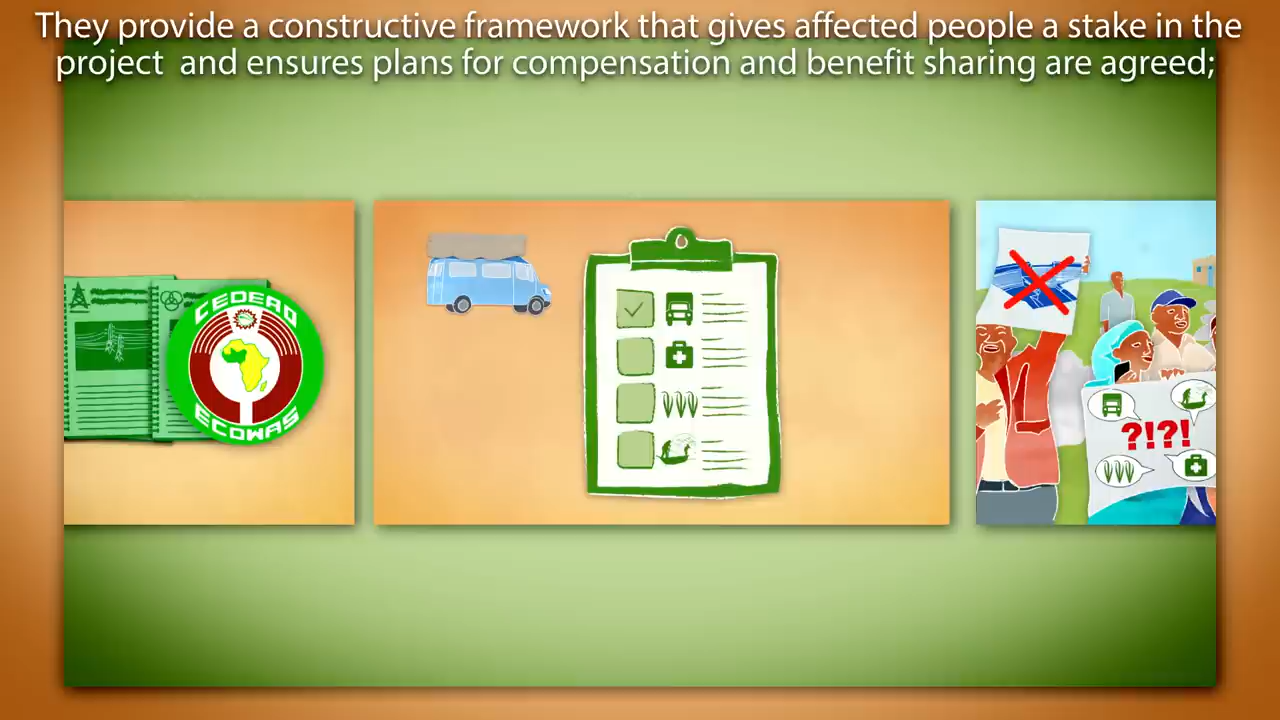 They provide a constructive framework that gives affected people a stake in the
project and ensures plans for compensation and benefit sharing are agreed;
CEDEAO
ECOWAS
?!?!